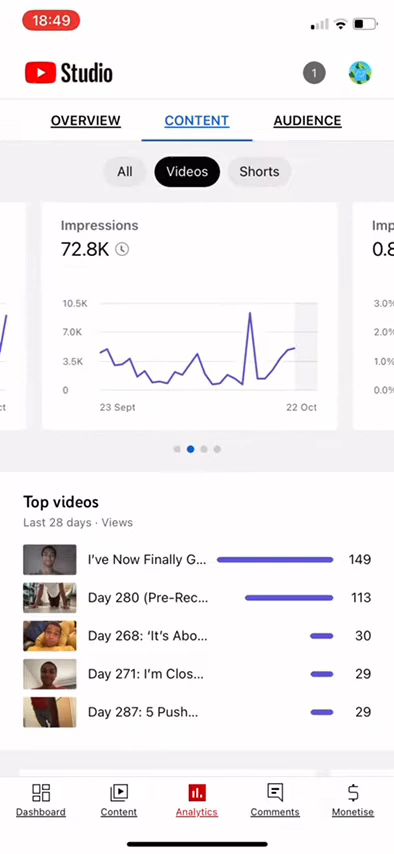 18:49
Studio
1
OVERVIEW CONTENT AUDIENCE
All Videos Shorts
Impressions
72.8K
10.5K
7.0K
3.5K
0
23 Sept 22 Oct
Imp
0.8
3.0%
2.0%
1.0%
0.0%
ct
Top videos
Last 28 days · Views
I've Now Finally G... 149
Day 280 (Pre-Rec... 113
Day 268: 'It's Abo... 30
Day 271: I'm Clos... 29
Day 287: 5 Push... 29
Dashboard Content Analytics Comments Monetise